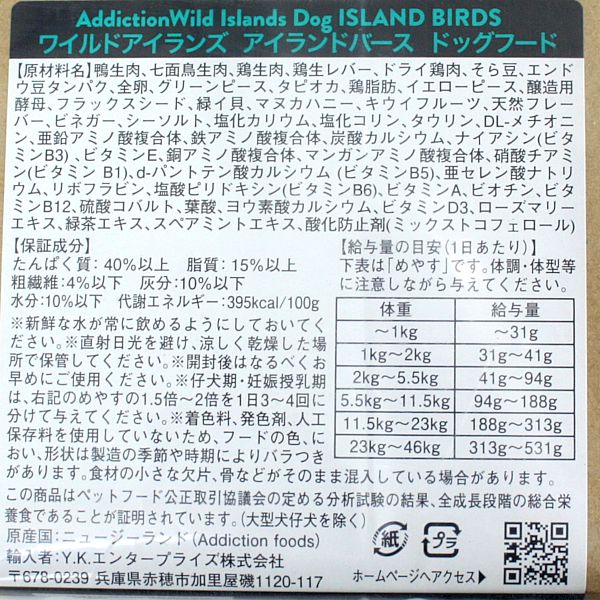 AddictionWild Islands Dog ISLAND BIRDS
ワイルドアイランズ アイランドバース ドッグフード
【原材料名】鴨生肉、七面鳥生肉、鶏生肉、鶏生レバー、ドライ鶏肉、そら豆、エンド
ウ豆タンパク、全卵、グリーンピース、タピオカ、鶏脂肪、イエローピース、醸造用
酵母、フラックスシード、緑イ貝、マヌカハニー、キウイフルーツ、天然フレー
バー、ビネガー、シーソルト、塩化カリウム、塩化コリン、タウリン、DL-メチオニ
ン、亜鉛アミノ酸複合体、鉄アミノ酸複合体、炭酸カルシウム、ナイアシン(ビタ
ミンB3) 、ビタミンE、銅アミノ酸複合体、マンガンアミノ酸複合体、硝酸チアミ
ン(ビタミン B1)、d-パントテン酸カルシウム (ビタミンB5)、亜セレン酸ナトリ
ウム、リボフラビン、塩酸ピリドキシン(ビタミンB6)、ビタミンA、ビオチン、ビタ
ミンB12、硫酸コバルト、葉酸、ヨウ素酸カルシウム、ビタミンD3、ローズマリー
エキス、緑茶エキス、スペアミントエキス、酸化防止剤(ミックストコフェロール)
【保証成分】
たんぱく質：40％以上 脂質：15％以上
粗繊維：4％以下 灰分：10％以下
水分：10％以下 代謝エネルギー：395kcal/100g
※新鮮な水が常に飲めるようにしておいてく
ださい。※直射日光を避け、涼しく乾燥した場
所で保管してください。※開封後はなるべくお
早めにご使用ください。※仔犬期・妊娠授乳期
は、右記のめやすの1.5倍～2倍を1日3～4回に
分けて与えてください。※着色料、発色剤、人工
保存料を使用していないため、フードの色、に
おい、形状は製造の季節や時期によりバラつき
があります。食材の小さな欠片、骨などがそのまま混入している場合があります。
【給与量の目安(1日あたり)】
下表は「めやす」です。体調・体型等
に注意しながら与えてください。
体重 給与量
～1kg ～31g
1kg～2kg 31g～41g
2kg～5.5kg 41g～94g
5.5kg～11.5kg 94g～188g
11.5kg～23kg 188g～313g
23kg～46kg 313g～531g
この商品はペットフード公正取引協議会の定める分析試験の結果、全成長段階の総合栄
養食であることが証明されています。(大型犬仔犬を除く)
原産国：ニュージーランド(Addiction foods)
輸入者：Y.K.エンタープライズ株式会社
〒678-0239 兵庫県赤穂市加里屋磯1120-117
紙
プラ
ホームページへアクセス▶